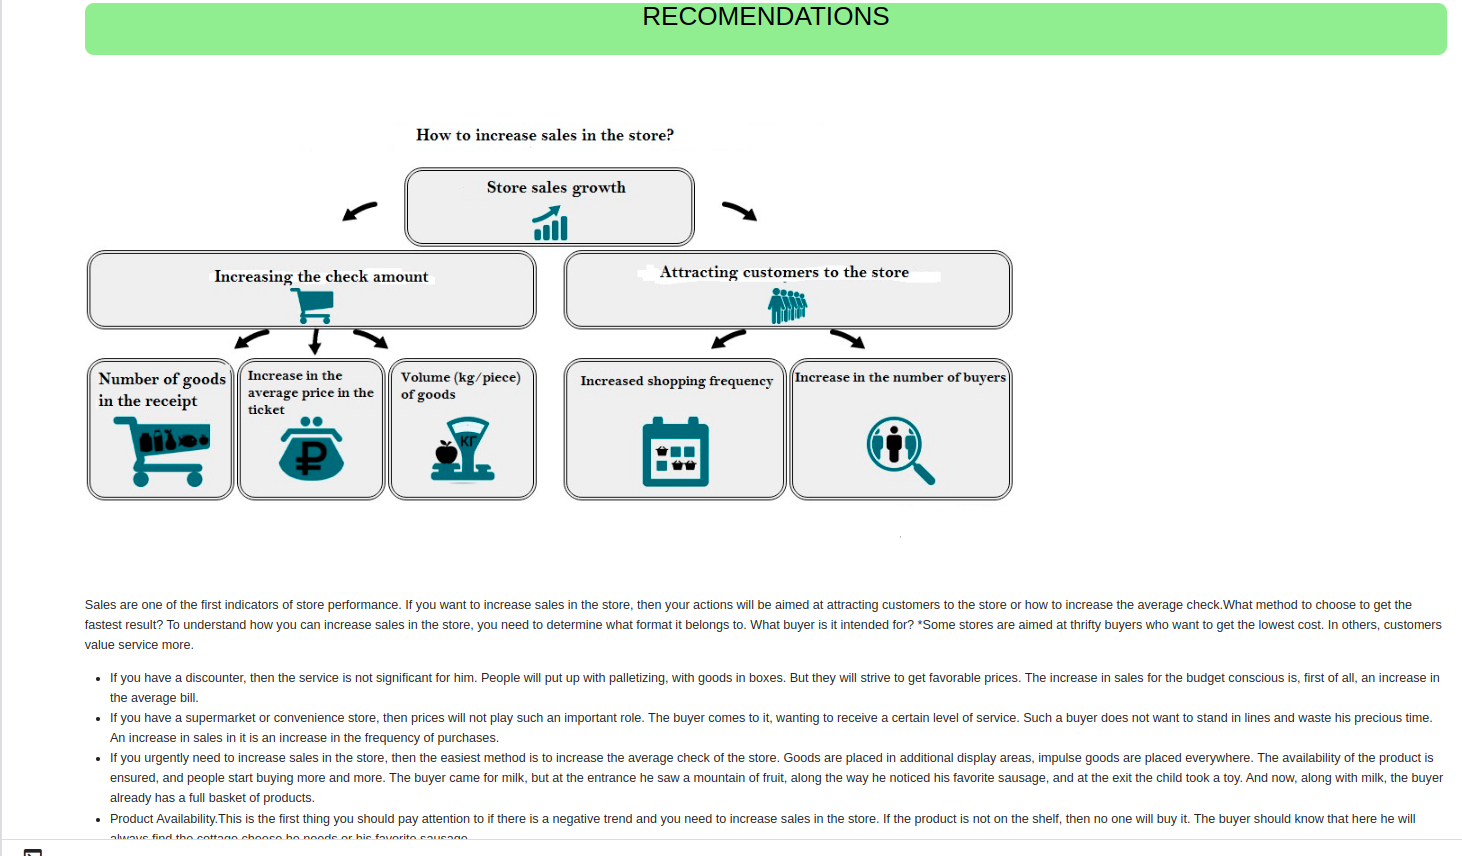 RECOMENDATIONS
How to increase sales in the store?
Store sales growth
Increasing the check amount
Attracting customers to the store
Number of goods
in the receipt
Increase in the
average price in the
ticket
Volume (kg/piece)
of goods
КГ
Increased shopping frequency
Increase in the number of buyers
Sales are one of the first indicators of store performance. If you want to increase sales in the store, then your actions will be aimed at attracting customers to the store or how to increase the average check.What method to choose to get the
fastest result? To understand how you can increase sales in the store, you need to determine what format it belongs to. What buyer is it intended for? *Some stores are aimed at thrifty buyers who want to get the lowest cost. In others, customers
value service more.
• If you have a discounter, then the service is not significant for him. People will put up with palletizing, with goods in boxes. But they will strive to get favorable prices. The increase in sales for the budget conscious is, first of all, an increase in
the average bill.
• If you have a supermarket or convenience store, then prices will not play such an important role. The buyer comes to it, wanting to receive a certain level of service. Such a buyer does not want to stand in lines and waste his precious time.
An increase in sales in it is an increase in the frequency of purchases.
• If you urgently need to increase sales in the store, then the easiest method is to increase the average check of the store. Goods are placed in additional display areas, impulse goods are placed everywhere. The availability of the product is
ensured, and people start buying more and more. The buyer came for milk, but at the entrance he saw a mountain of fruit, along the way he noticed his favorite sausage, and at the exit the child took a toy. And now, along with milk, the buyer
already has a full basket of products.
• Product Availability.This is the first thing you should pay attention to if there is a negative trend and you need to increase sales in the store. If the product is not on the shelf, then no one will buy it. The buyer should know that here he will
always find the cottage cheese he needs or his favorite sausage.